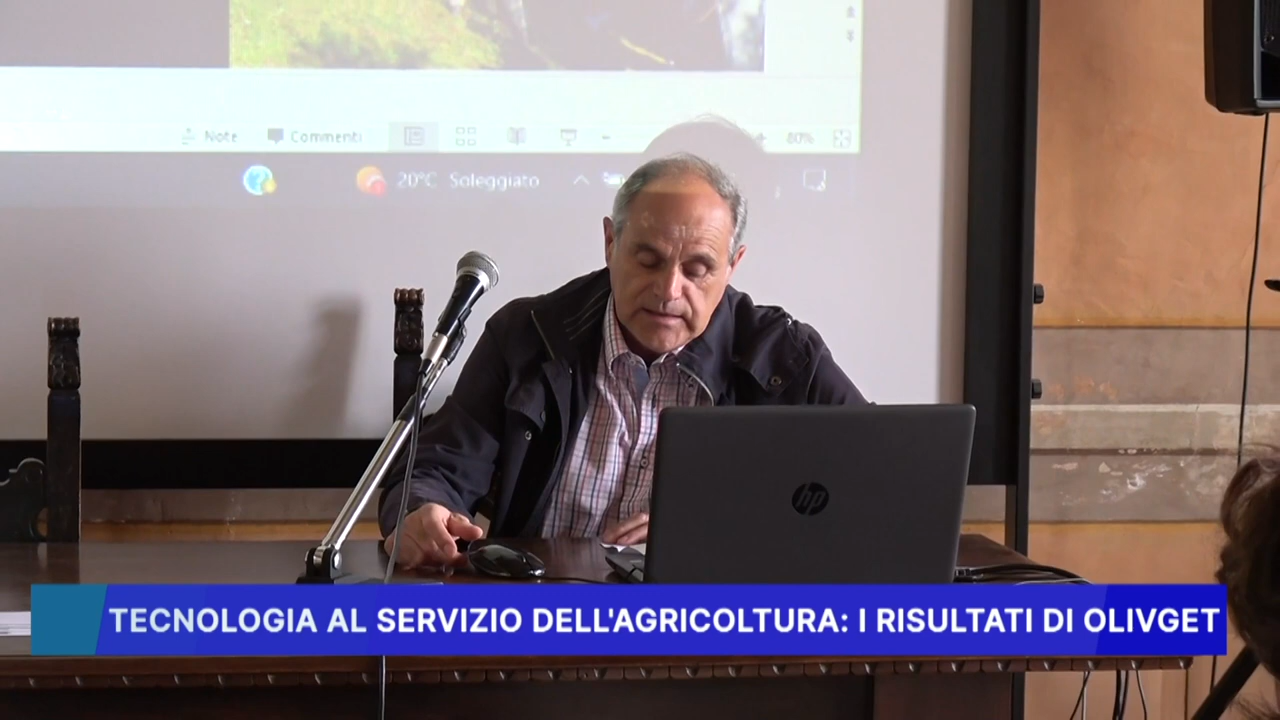 Note
Commenti
80%
20°C Soleggiato
hp
TECNOLOGIA AL SERVIZIO DELL'AGRICOLTURA: I RISULTATI DI OLIVGET